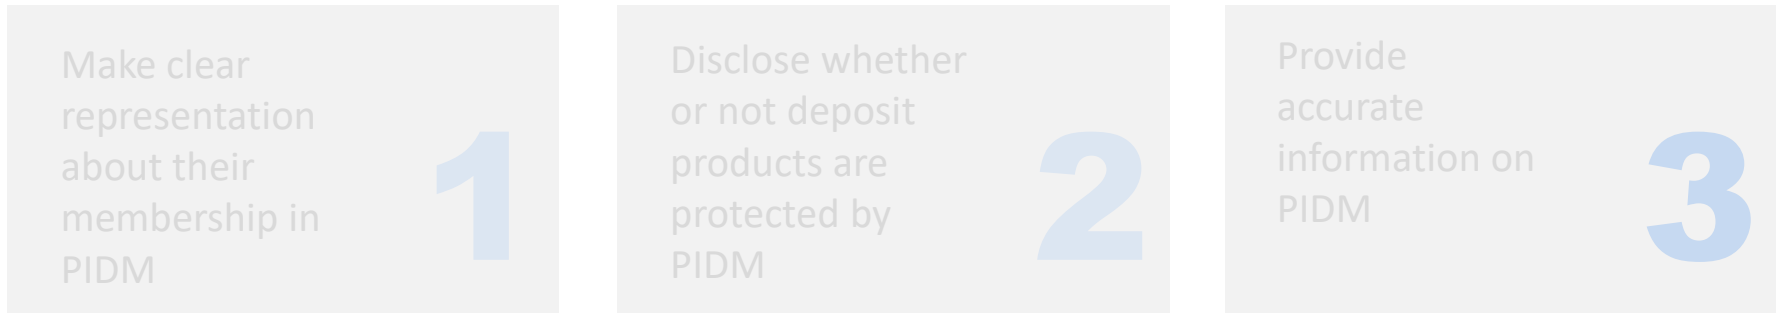 Make clear
representation
about their
membership in
PIDM
1
Disclose whether
or not deposit
products are
protected by
PIDM
2
Provide
accurate
information on
PIDM
3